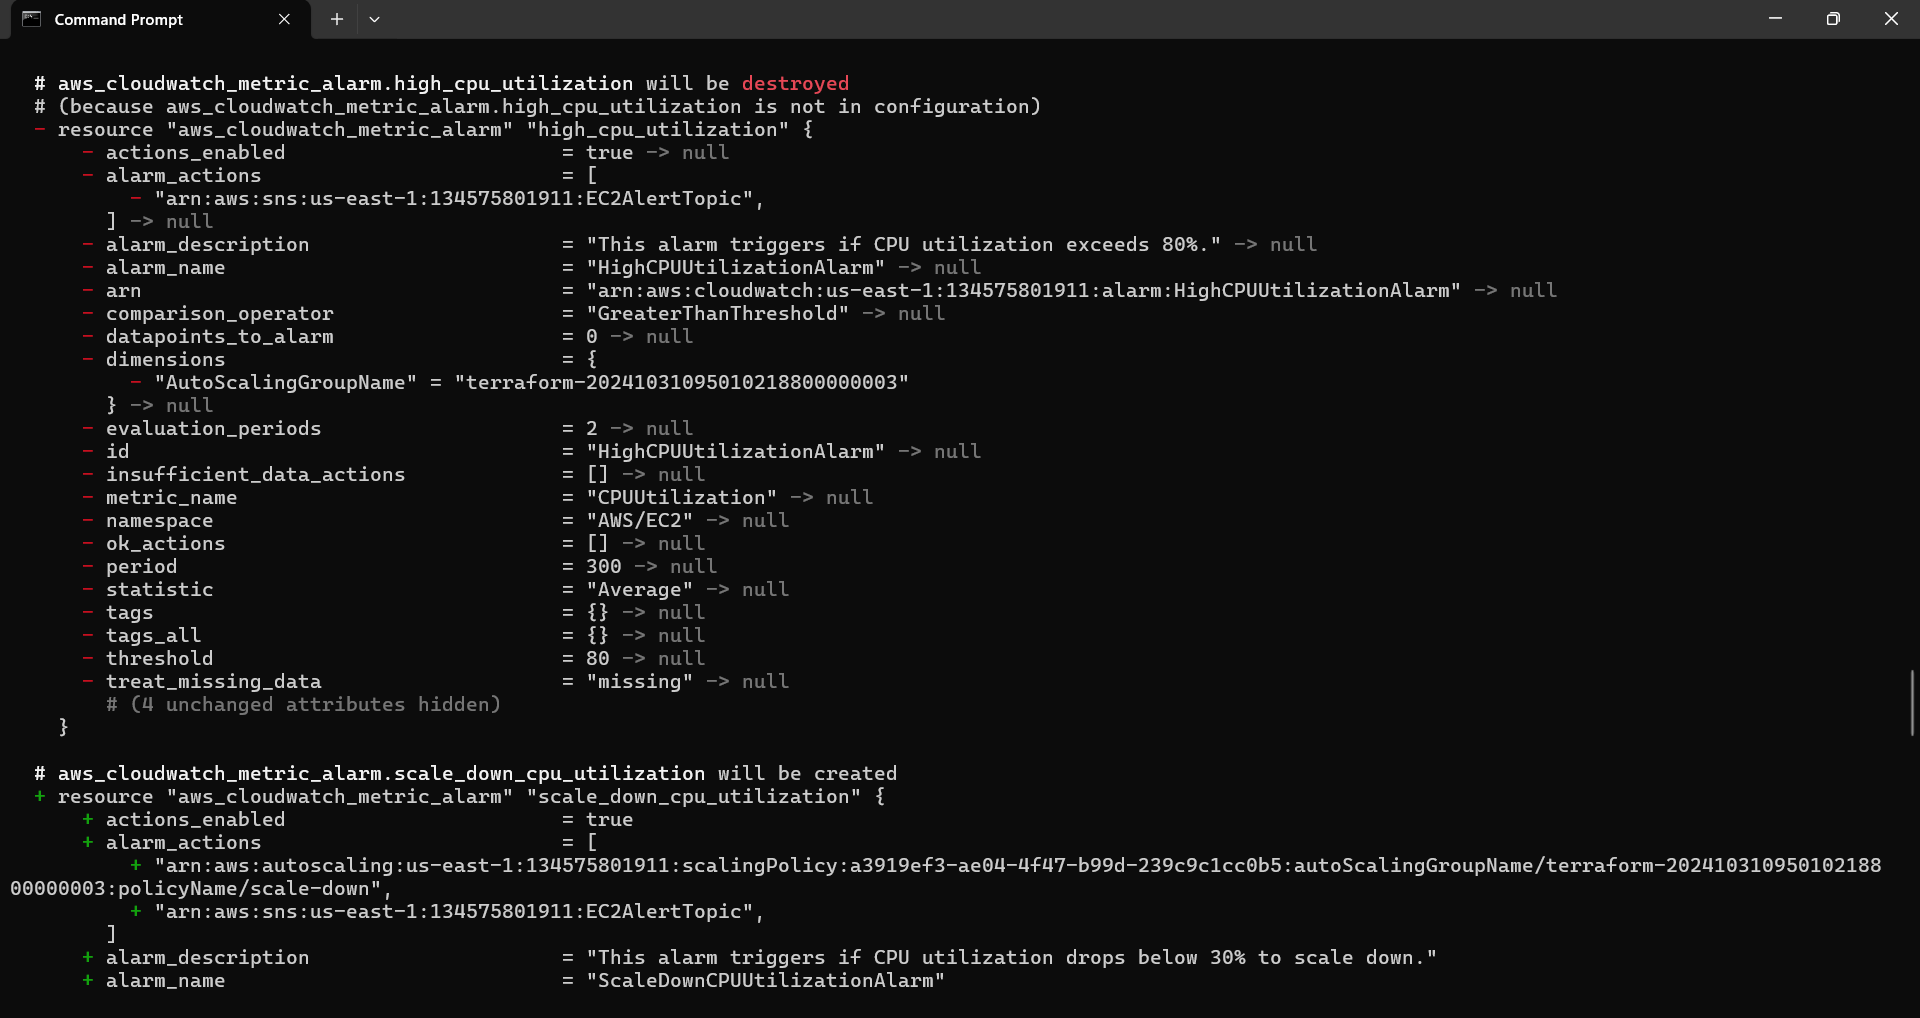 Command Prompt
# aws_cloudwatch_metric_alarm.high_cpu_utilization will be destroyed
# (because aws_cloudwatch_metric_alarm.high_cpu_utilization is not in configuration)
- resource "aws_cloudwatch_metric_alarm" "high_cpu_utilization" {
- actions_enabled = true -> null
- alarm_actions = [
- "arn:aws:sns:us-east-1:134575801911:EC2AlertTopic",
] -> null
- alarm_description = "This alarm triggers if CPU utilization exceeds 80%." -> null
- alarm_name = "HighCPUUtilizationAlarm" -> null
- arn = "arn:aws:cloudwatch:us-east-1:134575801911:alarm:HighCPUUtilizationAlarm" -> null
- comparison_operator = "GreaterThanThreshold" -> null
- datapoints_to_alarm = 0 -> null
- dimensions = {
- "AutoScalingGroupName" = "terraform-20241031095010218800000003"
} -> null
- evaluation_periods = 2 -> null
- id = "HighCPUUtilizationAlarm" -> null
- insufficient_data_actions = [] -> null
- metric_name = "CPUUtilization" -> null
- namespace = "AWS/EC2" -> null
- ok_actions = [] -> null
- period = 300 -> null
- statistic = "Average" -> null
- tags = {} -> null
- tags_all = {} -> null
- threshold = 80 -> null
- treat_missing_data = "missing" -> null
# (4 unchanged attributes hidden)
}
# aws_cloudwatch_metric_alarm.scale_down_cpu_utilization will be created
+ resource "aws_cloudwatch_metric_alarm" "scale_down_cpu_utilization" {
+ actions_enabled = true
+ alarm_actions = [
+ "arn:aws:autoscaling:us-east-1:134575801911:scalingPolicy:a3919ef3-ae04-4f47-b99d-239c9c1cc0b5:autoScalingGroupName/terraform-202410310950102188
00000003:policyName/scale-down",
+ "arn:aws:sns:us-east-1:134575801911:EC2AlertTopic",
]
+ alarm_description = "This alarm triggers if CPU utilization drops below 30% to scale down."
+ alarm_name = "ScaleDownCPUUtilizationAlarm"